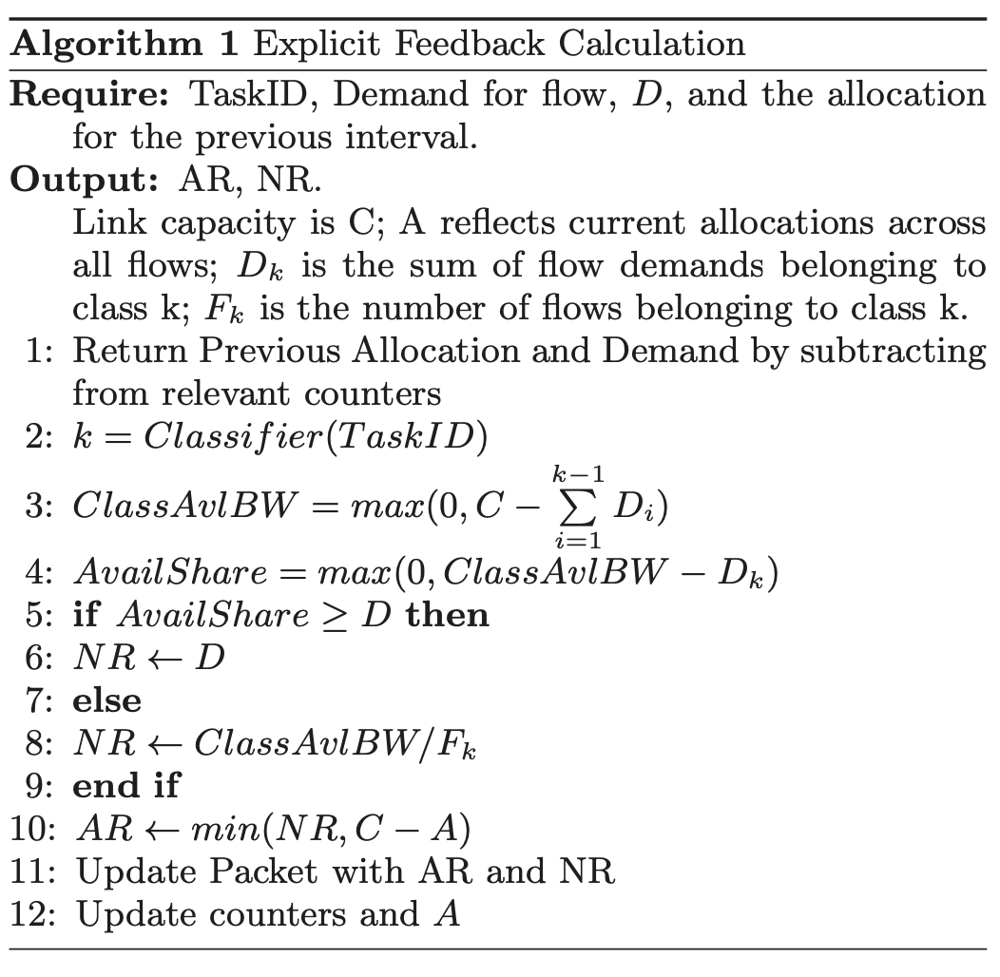 Algorithm 1 Explicit Feedback Calculation
Require: TaskID, Demand for flow, D, and the allocation
for the previous interval.
Output: AR, NR.
Link capacity is C; A reflects current allocations across
all flows; D_k is the sum of flow demands belonging to
class k; F_k is the number of flows belonging to class k.
1: Return Previous Allocation and Demand by subtracting
from relevant counters
2: k = Classifier(TaskID)
3: ClassAvlBW = max(0, C − \sum_{i=1}^{k−1} D_i)
4: AvailShare = max(0, ClassAvlBW − D_k)
5: if AvailShare ≥ D then
6: NR ← D
7: else
8: NR ← ClassAvlBW/F_k
9: end if
10: AR ← min(NR, C − A)
11: Update Packet with AR and NR
12: Update counters and A